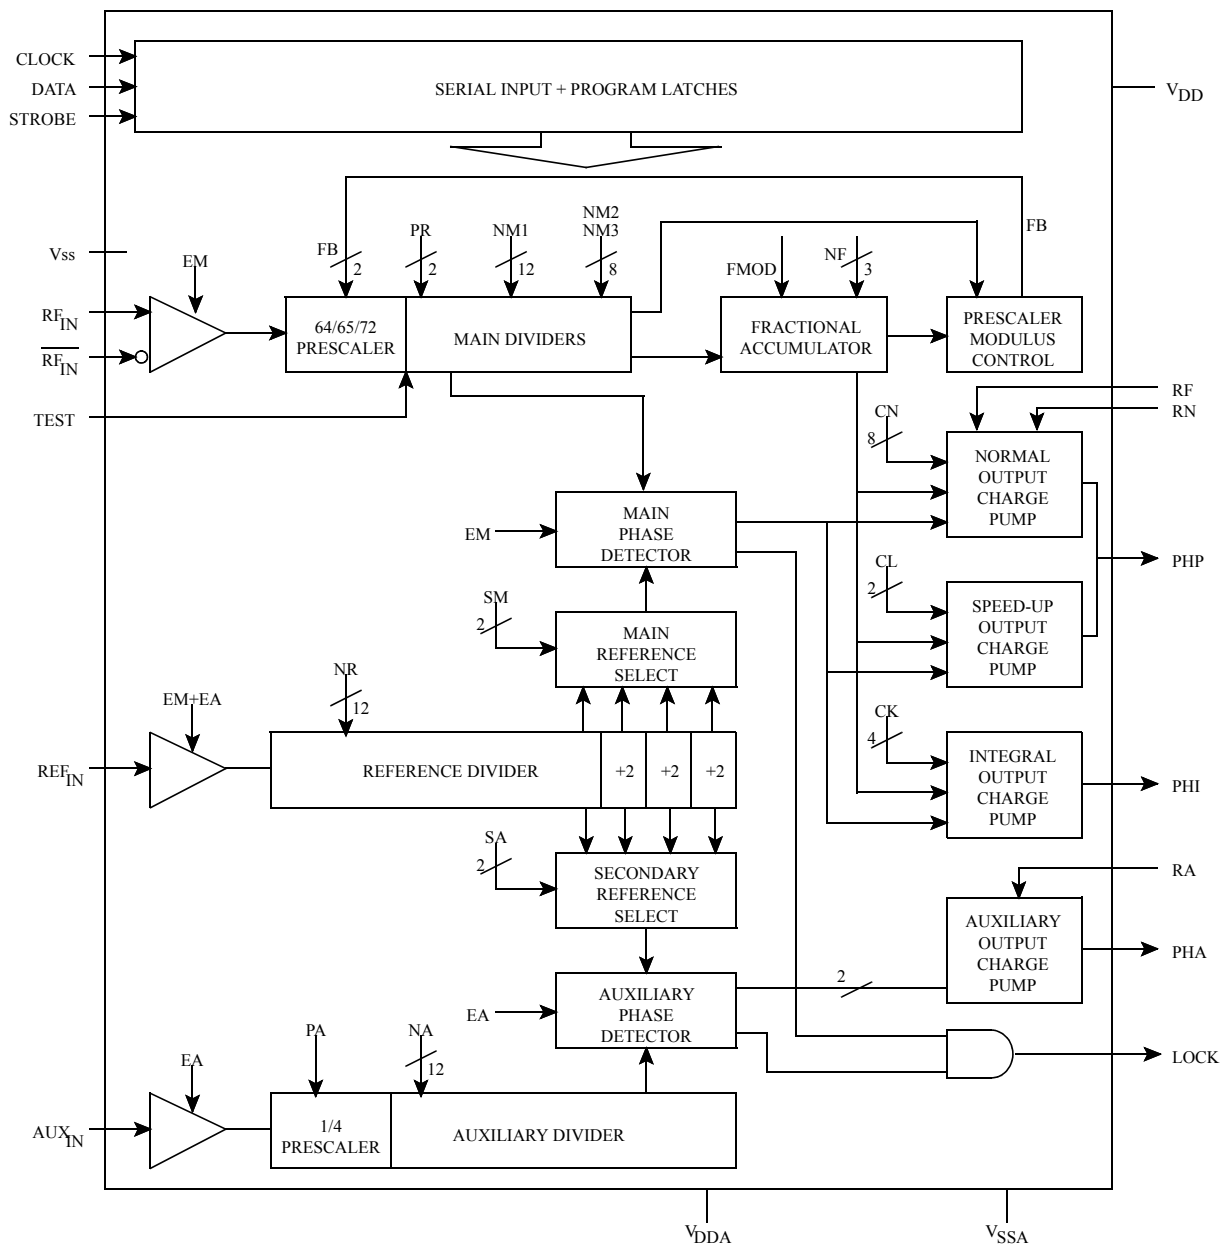 CLOCK
DATA
STROBE
SERIAL INPUT + PROGRAM LATCHES
VDD
Vss
EM
FB
2
PR
2
NM1
12
NM2
NM3
8
FMOD
NF
3
FB
RFIN
RFIN
64/65/72
PRESCALER
MAIN DIVIDERS
FRACTIONAL
ACCUMULATOR
PRESCALER
MODULUS
CONTROL
TEST
RF
RN
CN
8
NORMAL
OUTPUT
CHARGE
PUMP
EM
MAIN
PHASE
DETECTOR
PHP
CL
2
SPEED-UP
OUTPUT
CHARGE
PUMP
SM
2
MAIN
REFERENCE
SELECT
EM+EA
NR
12
REFIN
REFERENCE DIVIDER
+2
+2
+2
CK
4
INTEGRAL
OUTPUT
CHARGE
PUMP
PHI
SA
2
SECONDARY
REFERENCE
SELECT
RA
AUXILIARY
OUTPUT
CHARGE
PUMP
PHA
EA
AUXILIARY
PHASE
DETECTOR
2
LOCK
EA
PA
NA
12
AUXIN
1/4
PRESCALER
AUXILIARY DIVIDER
VDDA
VSSA